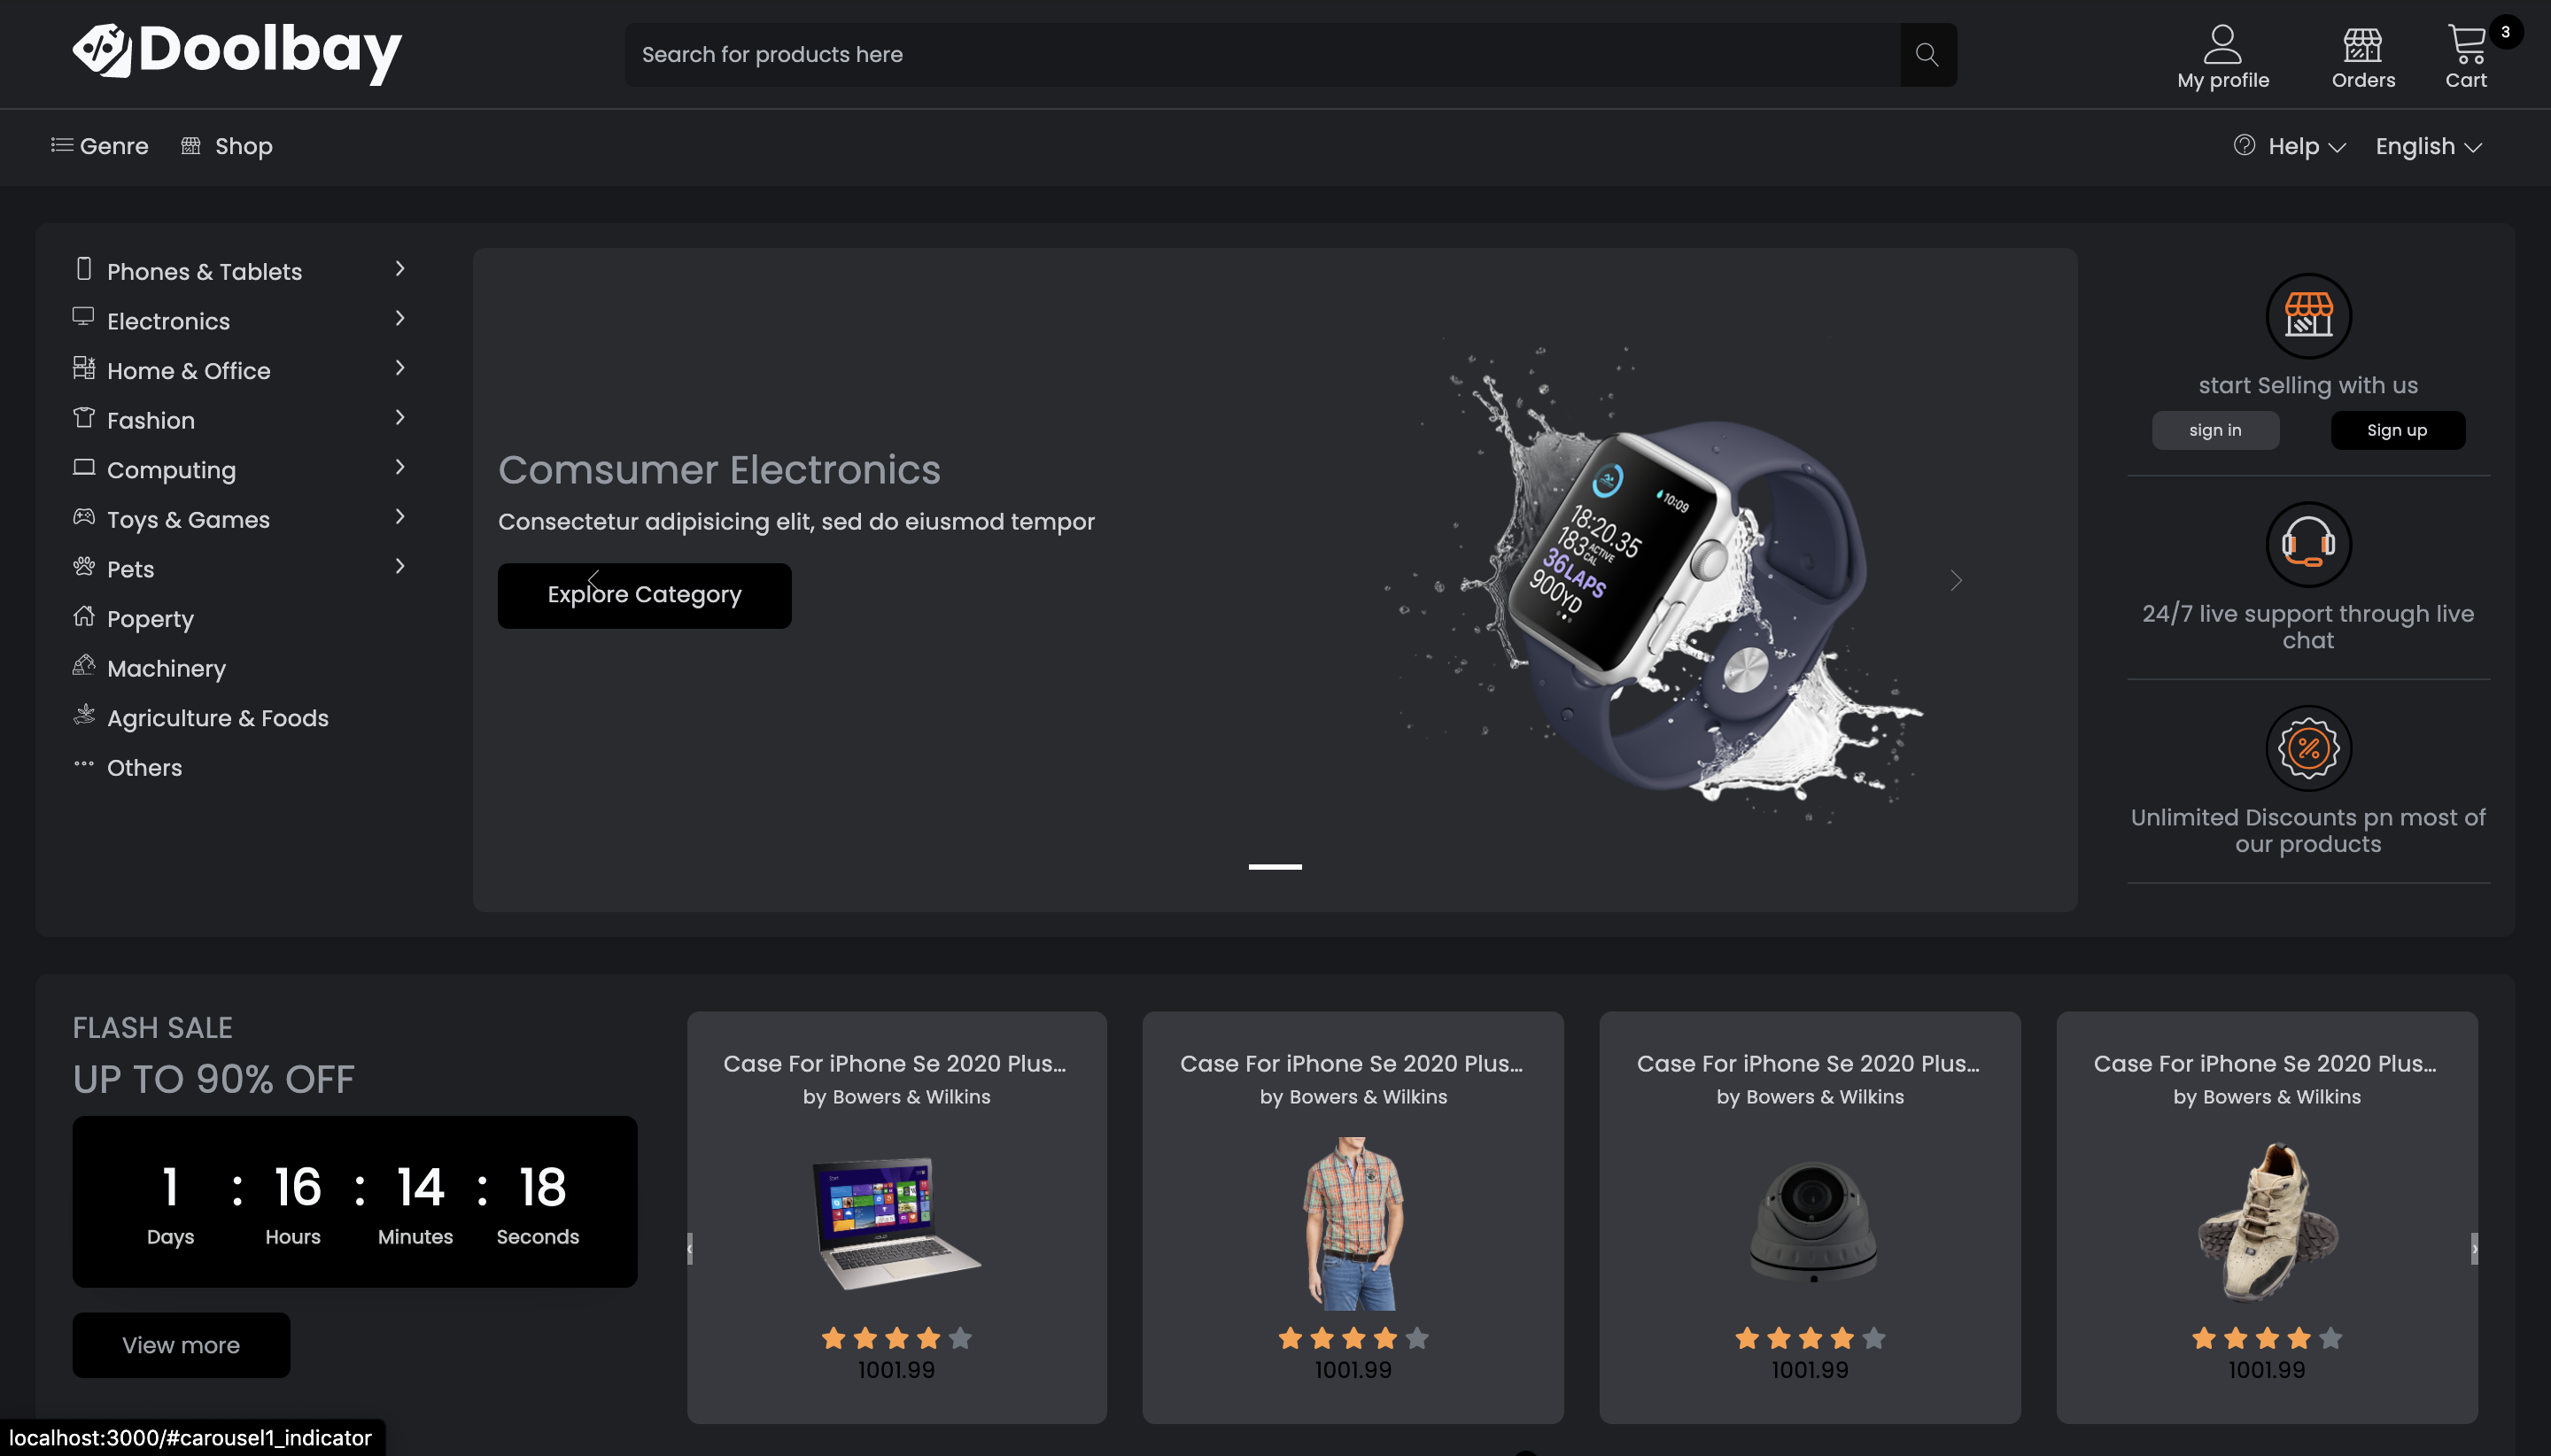 Doolbay
Search for products here
3
My profile
Orders
Cart
Genre
Shop
Help
English
Phones & Tablets
Electronics
Home & Office
Fashion
Computing
Toys & Games
Pets
Poperty
Machinery
Agriculture & Foods
Others
Comsumer Electronics
Consectetur adipisicing elit, sed do eiusmod tempor
Explore Category
10:09
18:20.35
183 ACTIVE CAL
36 LAPS
900YD
start Selling with us
sign in
Sign up
24/7 live support through live
chat
Unlimited Discounts pn most of
our products
FLASH SALE
UP TO 90% OFF
1 : 16 : 14 : 18
Days Hours Minutes Seconds
View more
Case For iPhone Se 2020 Plus...
by Bowers & Wilkins
1001.99
Case For iPhone Se 2020 Plus...
by Bowers & Wilkins
1001.99
Case For iPhone Se 2020 Plus...
by Bowers & Wilkins
1001.99
Case For iPhone Se 2020 Plus...
by Bowers & Wilkins
1001.99
localhost:3000/#carousel1_indicator